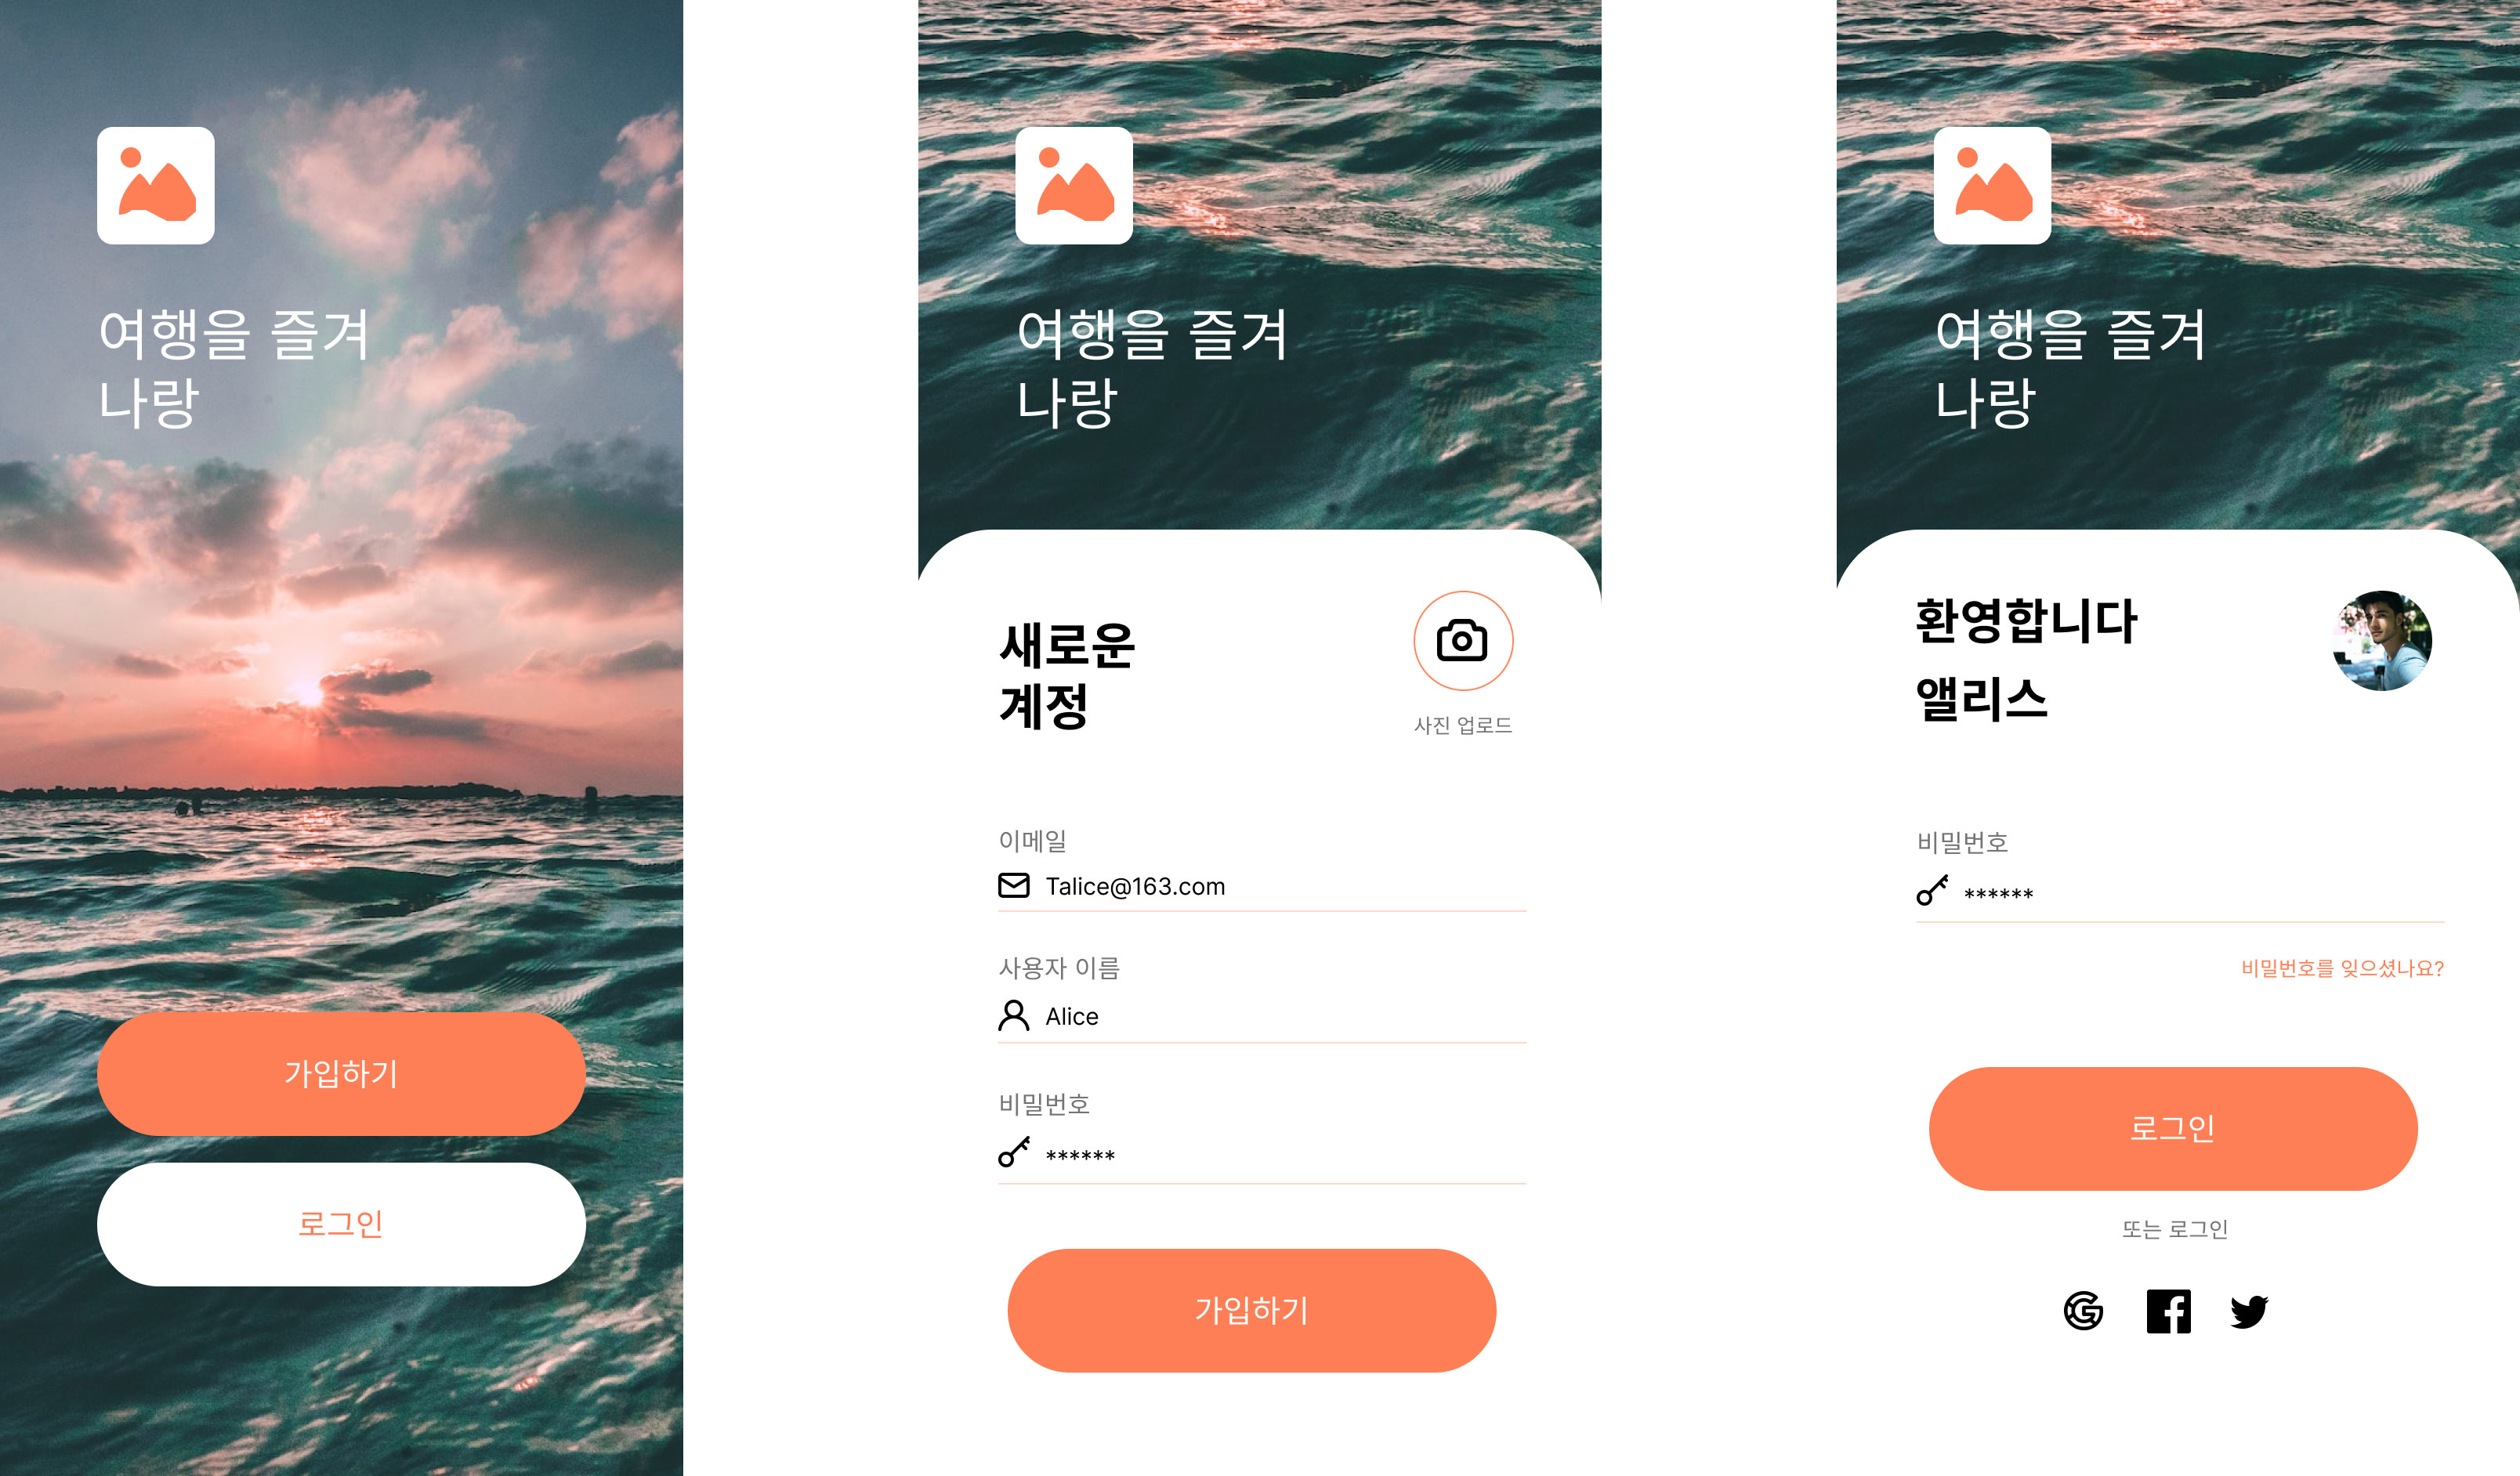 여행을 즐겨
나랑
가입하기
로그인
여행을 즐겨
나랑
새로운
계정
사진 업로드
이메일
Talice@163.com
사용자 이름
Alice
비밀번호
******
가입하기
여행을 즐겨
나랑
환영합니다
앨리스
비밀번호
******
비밀번호를 잊으셨나요?
로그인
또는 로그인